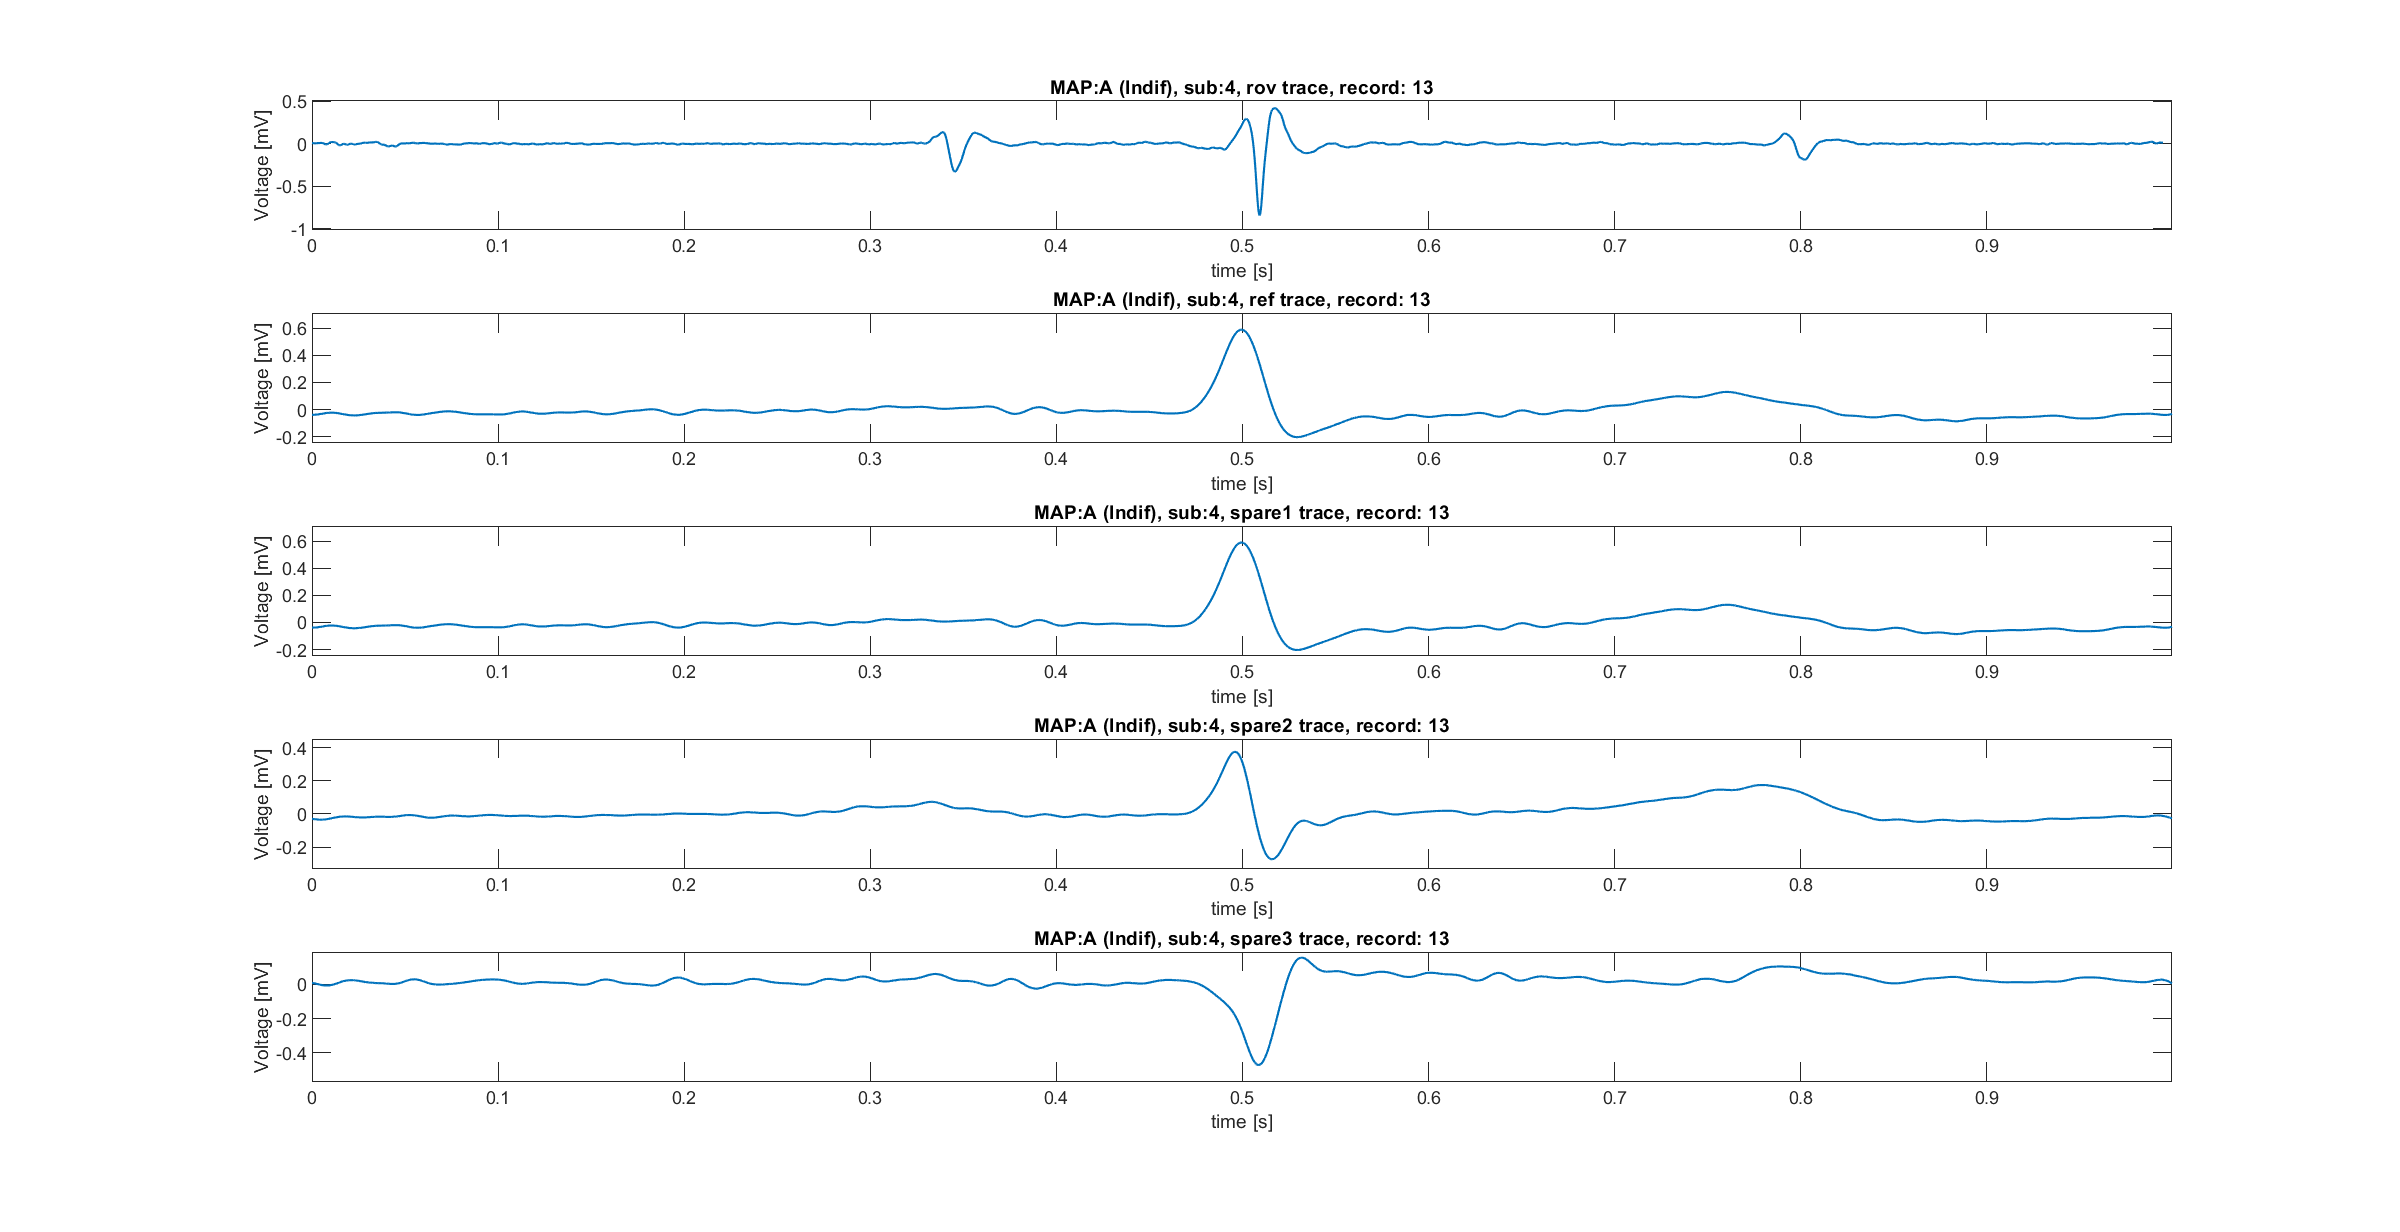 MAP:A (Indif), sub:4, rov trace, record: 13
Voltage [mV]
0.5
0
-0.5
-1
0 0.1 0.2 0.3 0.4 0.5 0.6 0.7 0.8 0.9
time [s]
MAP:A (Indif), sub:4, ref trace, record: 13
Voltage [mV]
0.6
0.4
0.2
0
-0.2
0 0.1 0.2 0.3 0.4 0.5 0.6 0.7 0.8 0.9
time [s]
MAP:A (Indif), sub:4, spare1 trace, record: 13
Voltage [mV]
0.6
0.4
0.2
0
-0.2
0 0.1 0.2 0.3 0.4 0.5 0.6 0.7 0.8 0.9
time [s]
MAP:A (Indif), sub:4, spare2 trace, record: 13
Voltage [mV]
0.4
0.2
0
-0.2
0 0.1 0.2 0.3 0.4 0.5 0.6 0.7 0.8 0.9
time [s]
MAP:A (Indif), sub:4, spare3 trace, record: 13
Voltage [mV]
0
-0.2
-0.4
0 0.1 0.2 0.3 0.4 0.5 0.6 0.7 0.8 0.9
time [s]